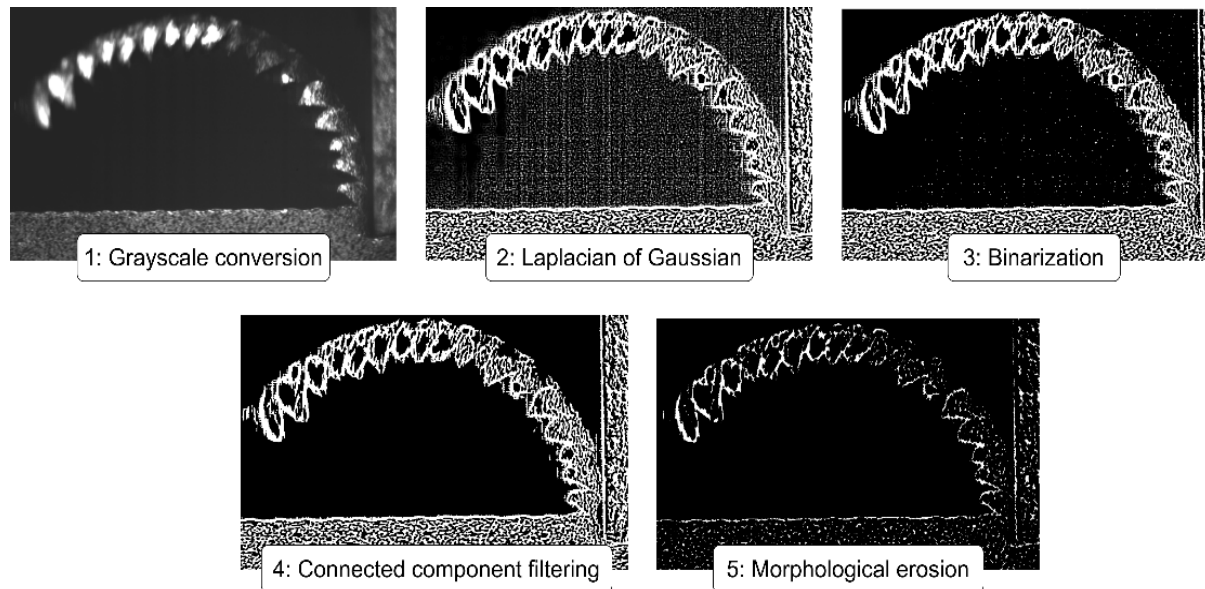 1: Grayscale conversion
2: Laplacian of Gaussian
3: Binarization
4: Connected component filtering
5: Morphological erosion